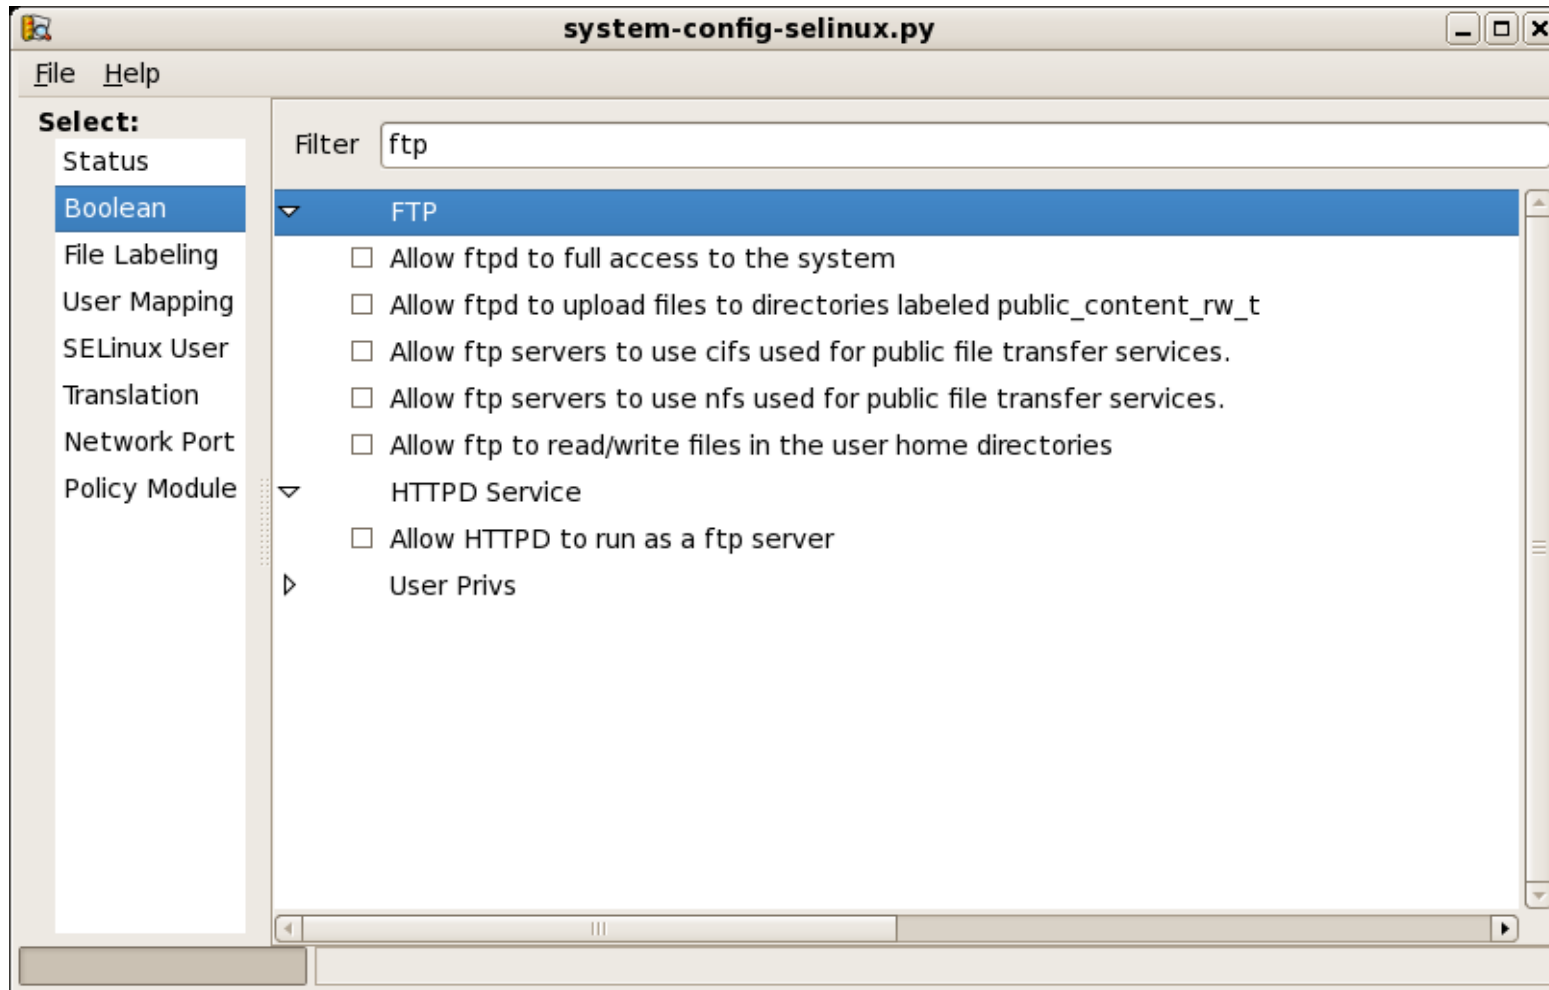 system-config-selinux.py
File Help
Select:
Status
Boolean
File Labeling
User Mapping
SELinux User
Translation
Network Port
Policy Module
Filter ftp
FTP
Allow ftpd to full access to the system
Allow ftpd to upload files to directories labeled public_content_rw_t
Allow ftp servers to use cifs used for public file transfer services.
Allow ftp servers to use nfs used for public file transfer services.
Allow ftp to read/write files in the user home directories
HTTPD Service
Allow HTTPD to run as a ftp server
User Privs